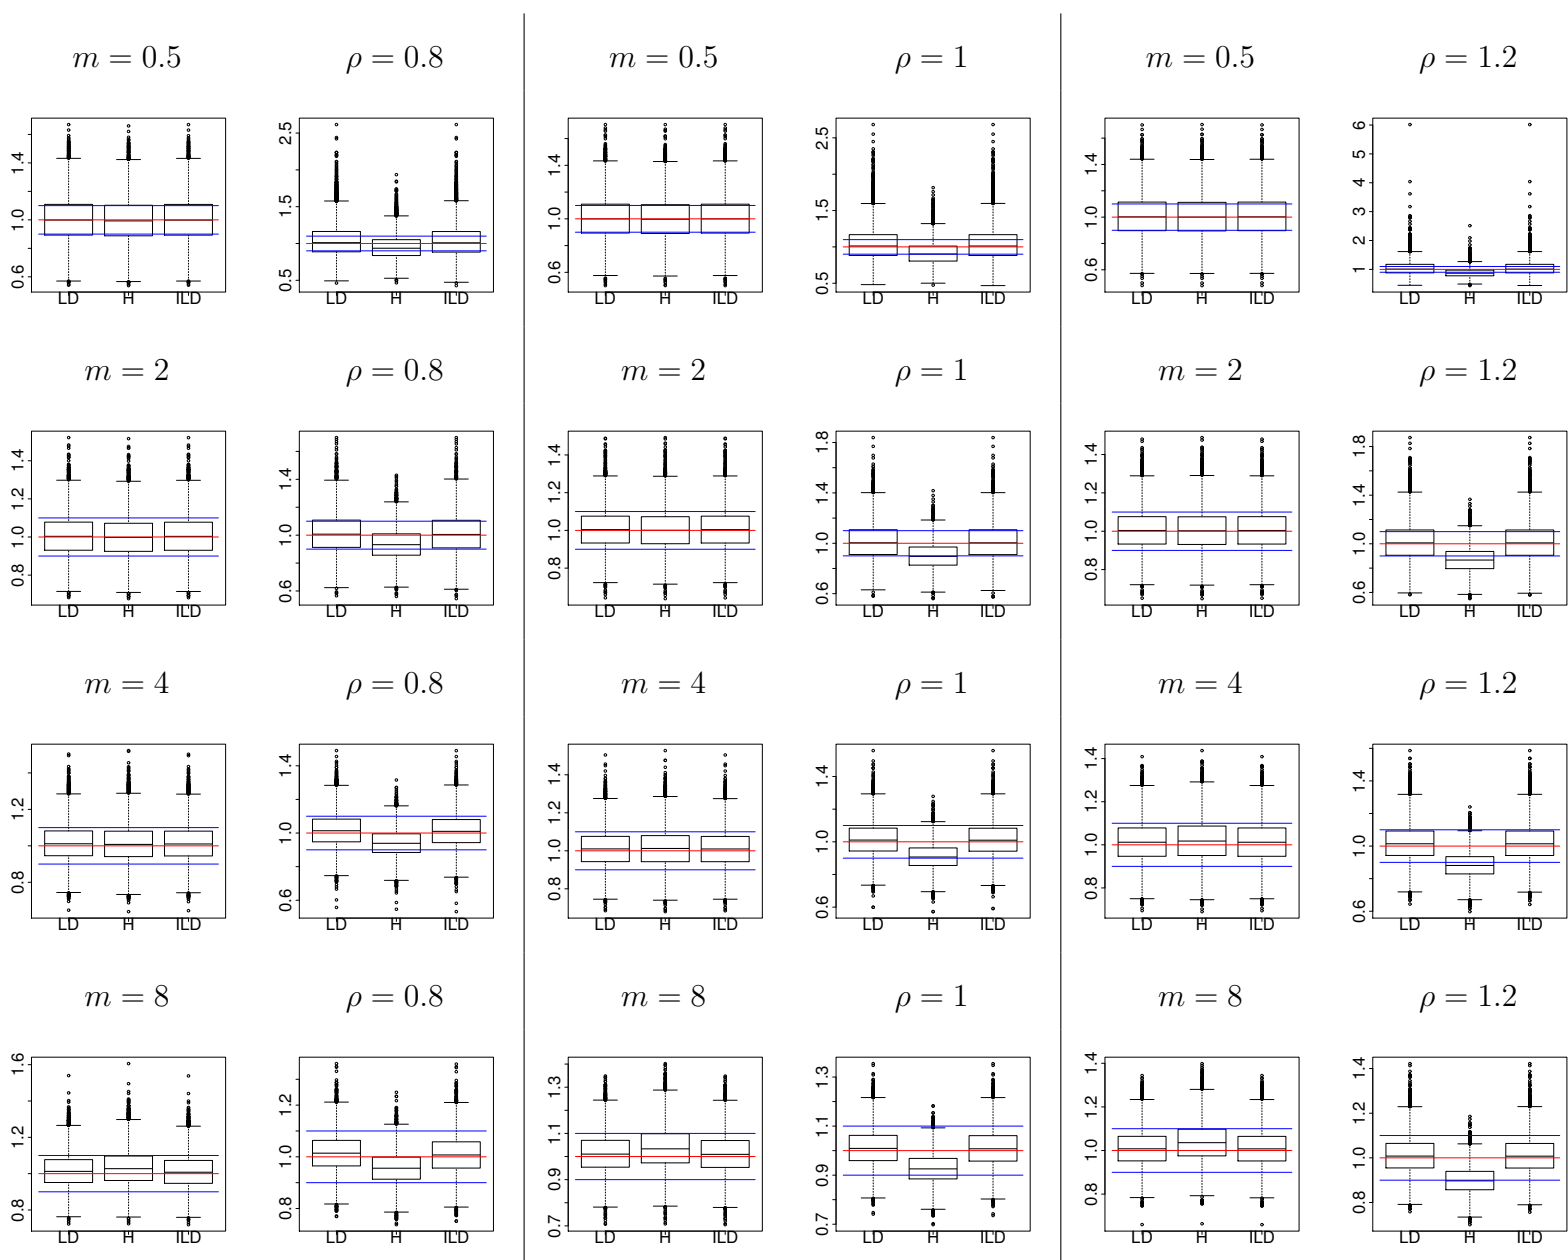 m = 0.5 ρ = 0.8 m = 0.5 ρ = 1 m = 0.5 ρ = 1.2
0.6 1.0 1.4
LD H ILD
0.5 1.5 2.5
LD H ILD
0.6 1.0 1.4
LD H ILD
0.5 1.5 2.5
LD H ILD
0.6 1.0 1.4
LD H ILD
1 2 3 4 5 6
LD H ILD
m = 2 ρ = 0.8 m = 2 ρ = 1 m = 2 ρ = 1.2
0.8 1.0 1.2 1.4
LD H ILD
0.6 1.0 1.4
LD H ILD
0.8 1.0 1.2 1.4
LD H ILD
0.6 1.0 1.4 1.8
LD H ILD
0.8 1.0 1.2 1.4
LD H ILD
0.6 1.0 1.4 1.8
LD H ILD
m = 4 ρ = 0.8 m = 4 ρ = 1 m = 4 ρ = 1.2
0.8 1.0 1.2
LD H ILD
0.6 0.8 1.0 1.4
LD H ILD
0.8 1.0 1.2 1.4
LD H ILD
0.6 1.0 1.4
LD H ILD
0.8 1.0 1.2 1.4
LD H ILD
0.6 1.0 1.4
LD H ILD
m = 8 ρ = 0.8 m = 8 ρ = 1 m = 8 ρ = 1.2
0.8 1.0 1.2 1.4 1.6
LD H ILD
0.8 1.0 1.2
LD H ILD
0.7 0.9 1.1 1.3
LD H ILD
0.7 0.9 1.1 1.3
LD H ILD
0.8 1.0 1.2 1.4
LD H ILD
0.8 1.0 1.2 1.4
LD H ILD